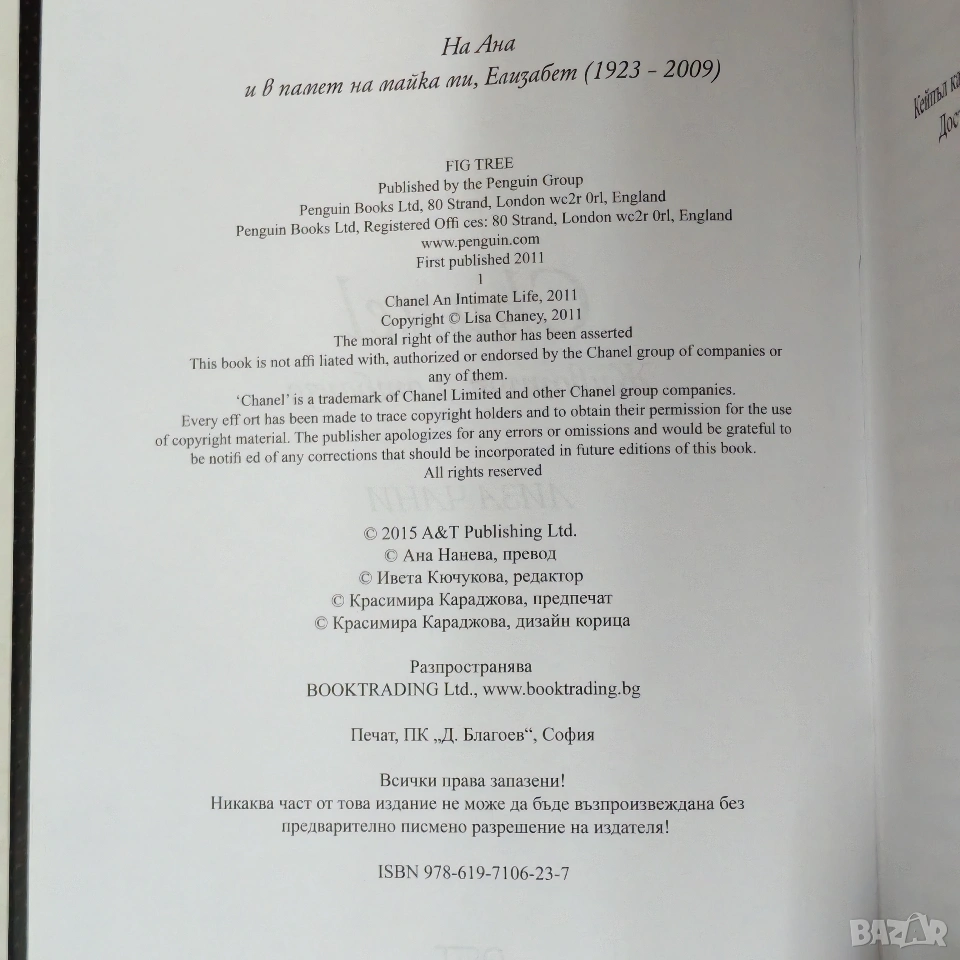 На Ана
и в памет на майка ми, Елизабет (1923 – 2009)
FIG TREE
Published by the Penguin Group
Penguin Books Ltd, 80 Strand, London wc2r 0rl, England
Penguin Books Ltd, Registered Offi ces: 80 Strand, London wc2r 0rl, England
www.penguin.com
First published 2011
1
Chanel An Intimate Life, 2011
Copyright © Lisa Chaney, 2011
The moral right of the author has been asserted
This book is not affi liated with, authorized or endorsed by the Chanel group of companies or
any of them.
‘Chanel’ is a trademark of Chanel Limited and other Chanel group companies.
Every eff ort has been made to trace copyright holders and to obtain their permission for the use
of copyright material. The publisher apologizes for any errors or omissions and would be grateful to
be notifi ed of any corrections that should be incorporated in future editions of this book.
All rights reserved
© 2015 A&T Publishing Ltd.
© Ана Нанева, превод
© Ивета Кючукова, редактор
© Красимира Караджова, предпечат
© Красимира Караджова, дизайн корица
Разпространява
BOOKTRADING Ltd., www.booktrading.bg
Печат, ПК „Д. Благоев“, София
Всички права запазени!
Никаква част от това издание не може да бъде възпроизвеждана без
предварително писмено разрешение на издателя!
ISBN 978-619-7106-23-7
Кейпъл
BAZAR